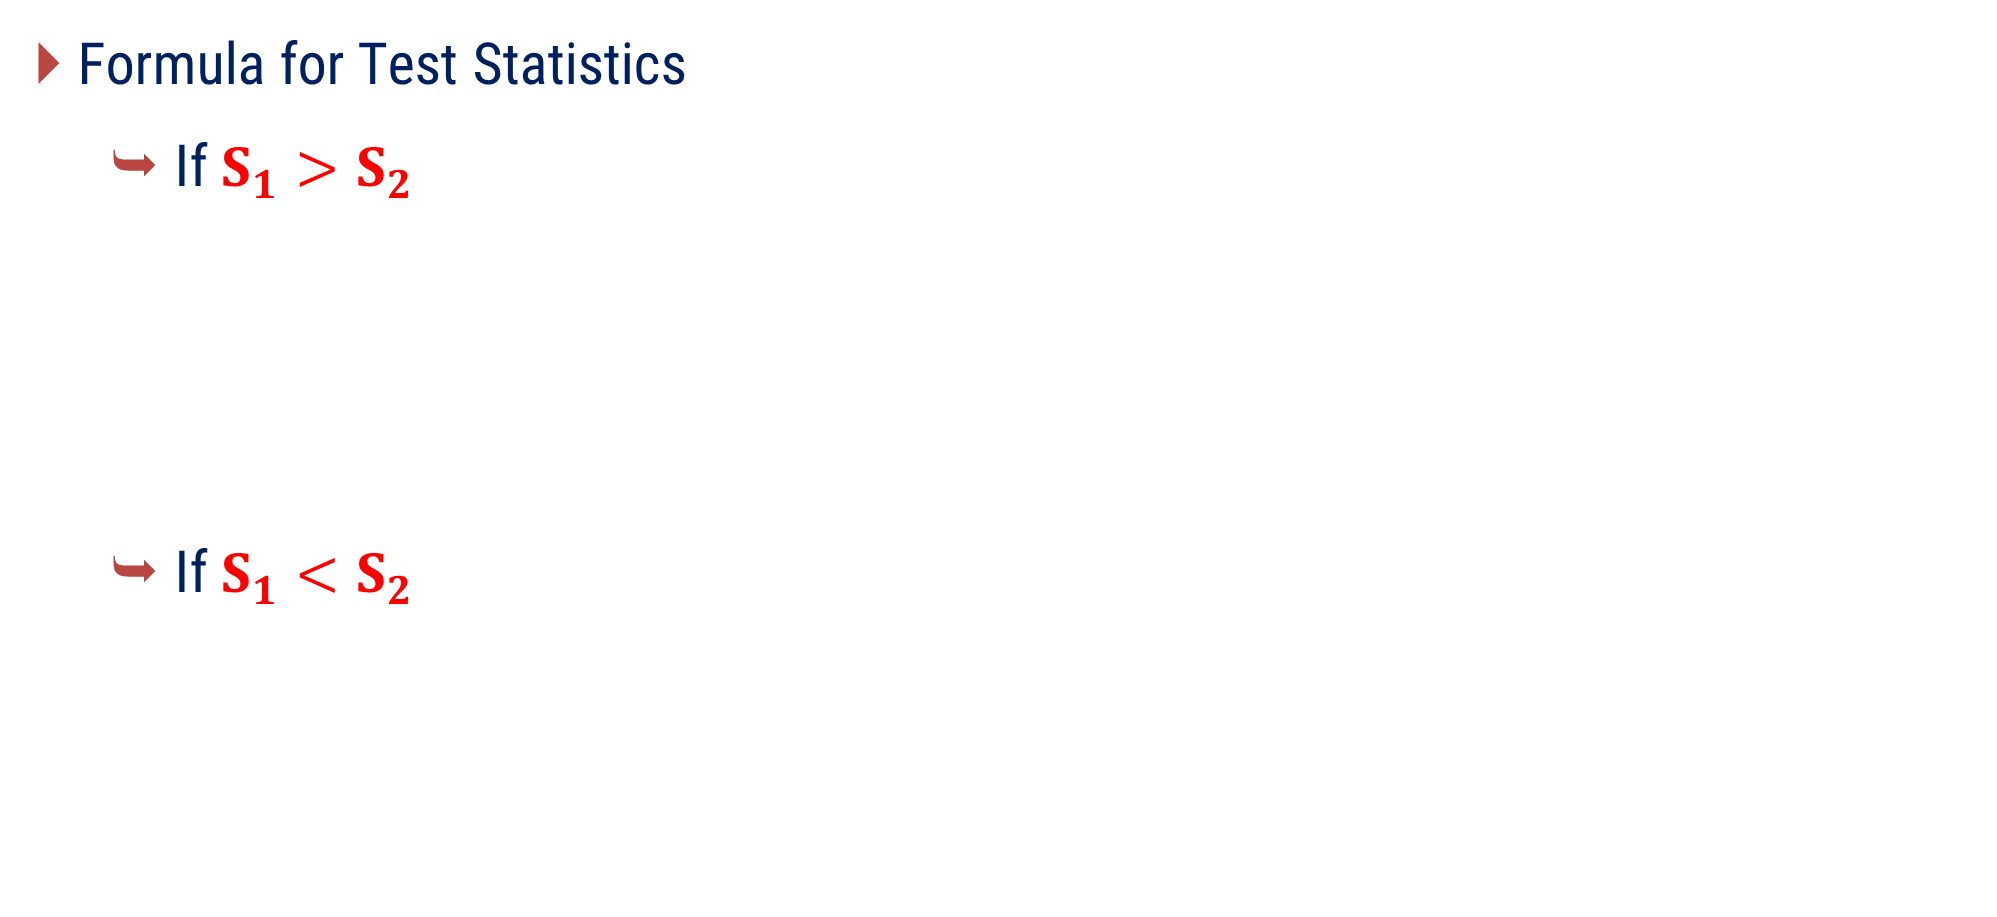 Formula for Test Statistics
If S₁ > S₂
If S₁ < S₂